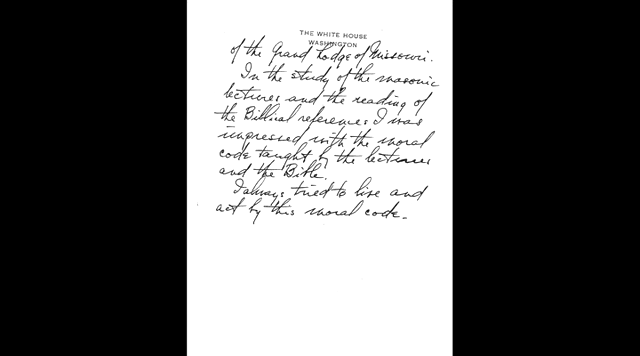 THE WHITE HOUSE
WASHINGTON
of the Grand Lodge of Missouri.
In the study of the masonic
lectures and the reading of
the Biblical references I was
impressed with the moral
code taught by the lectures
and the Bible.
I always tried to live and
act by this moral code.